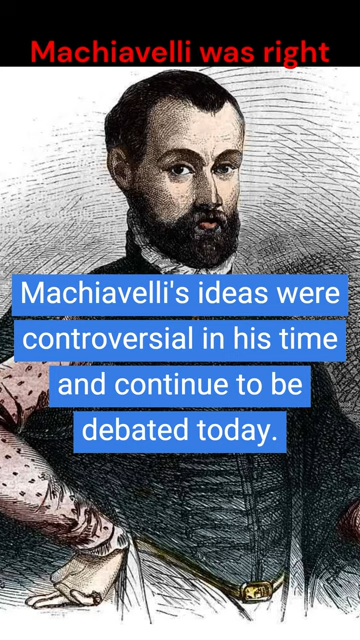 Machiavelli was right
Machiavelli's ideas were
controversial in his time
and continue to be
debated today.